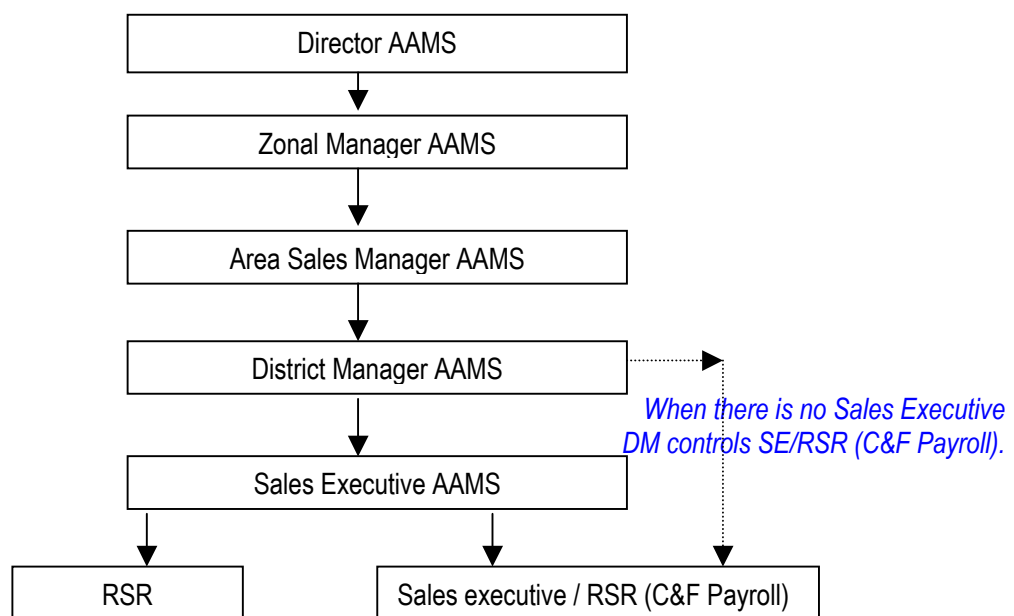 Director AAMS
Zonal Manager AAMS
Area Sales Manager AAMS
District Manager AAMS
When there is no Sales Executive
DM controls SE/RSR (C&F Payroll).
Sales Executive AAMS
RSR
Sales executive / RSR (C&F Payroll)